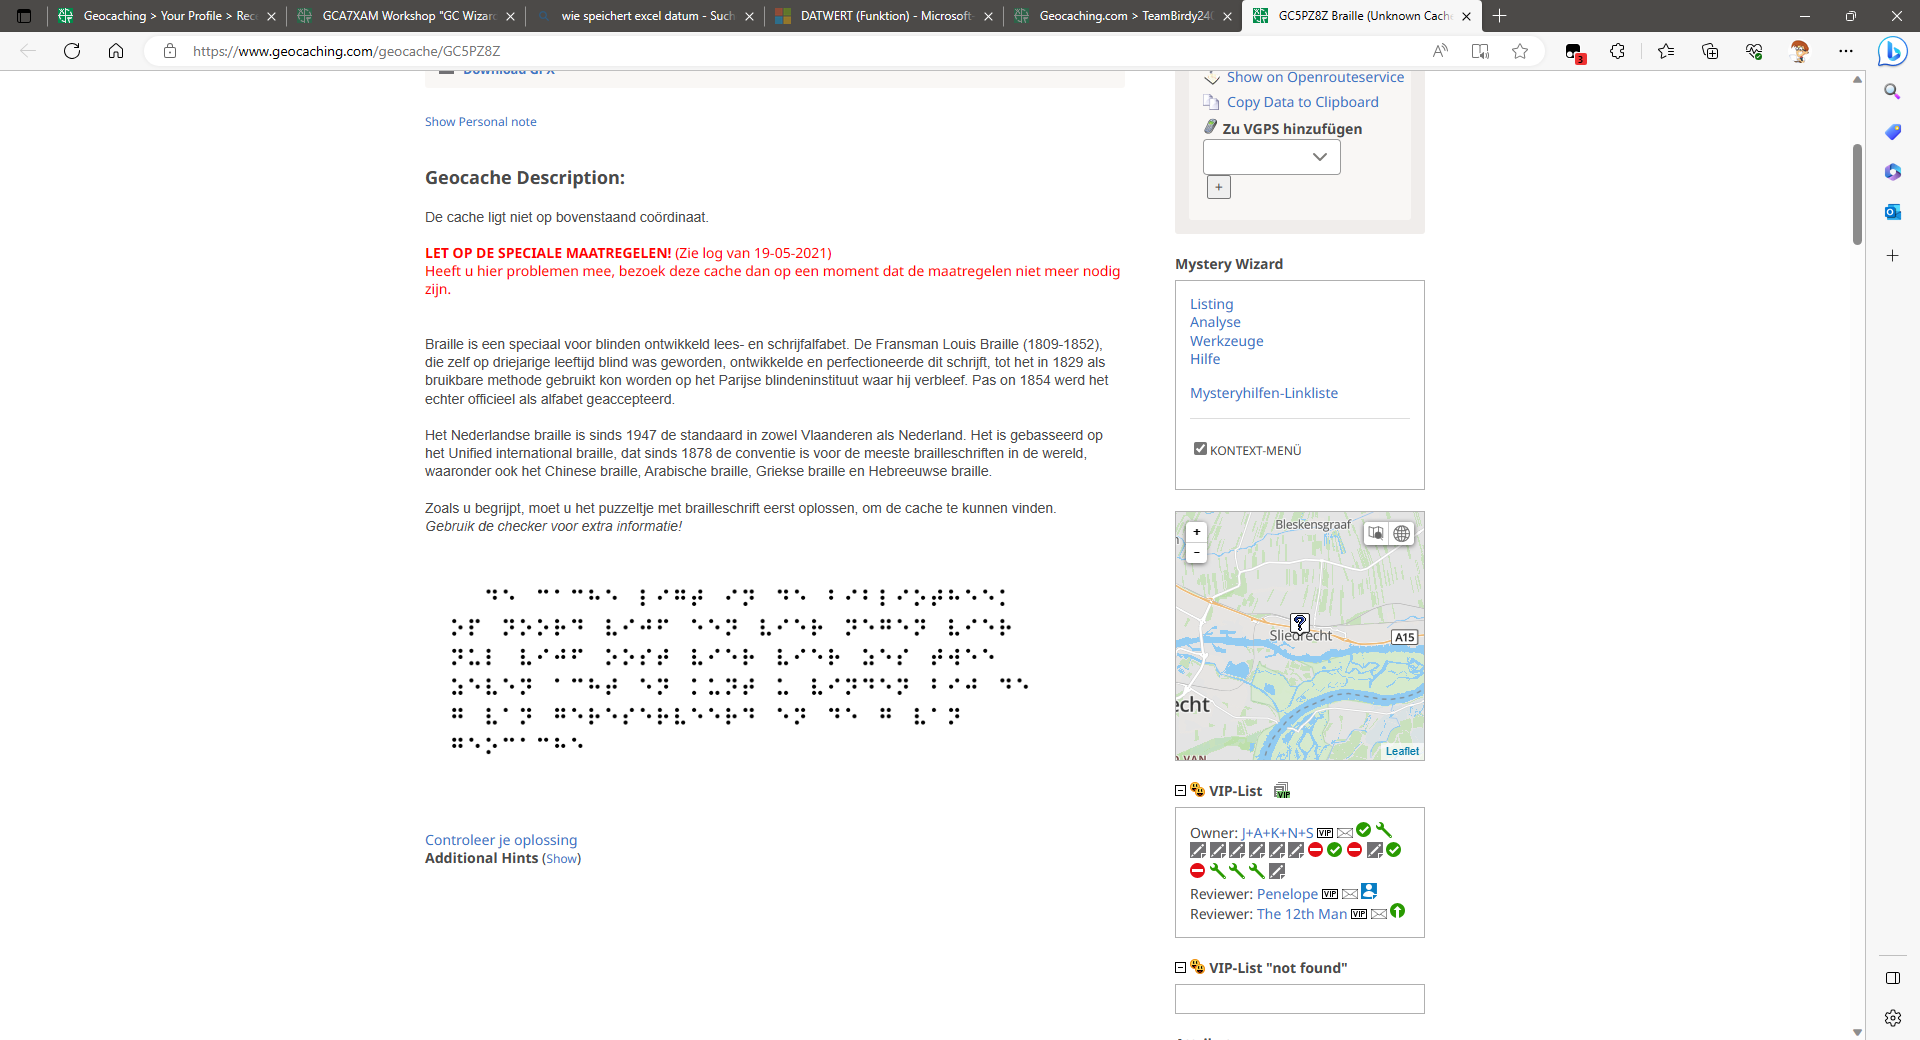 Geocaching > Your Profile > Rec
GCA7XAM Workshop "GC Wizar
wie speichert excel datum - Such
DATWERT (Funktion) - Microsoft-
Geocaching.com > TeamBirdy24
GC5PZ8Z Braille (Unknown Cach
https://www.geocaching.com/geocache/GC5PZ8Z
3
Download GPX
Show Personal note
Geocache Description:
De cache ligt niet op bovenstaand coördinaat.
LET OP DE SPECIALE MAATREGELEN! (Zie log van 19-05-2021)
Heeft u hier problemen mee, bezoek deze cache dan op een moment dat de maatregelen niet meer nodig
zijn.
Braille is een speciaal voor blinden ontwikkeld lees- en schrijfalfabet. De Fransman Louis Braille (1809-1852),
die zelf op driejarige leeftijd blind was geworden, ontwikkelde en perfectioneerde dit schrijft, tot het in 1829 als
bruikbare methode gebruikt kon worden op het Parijse blindeninstituut waar hij verbleef. Pas on 1854 werd het
echter officieel als alfabet geaccepteerd.
Het Nederlandse braille is sinds 1947 de standaard in zowel Vlaanderen als Nederland. Het is gebasseerd op
het Unified international braille, dat sinds 1878 de conventie is voor de meeste brailleschriften in de wereld,
waaronder ook het Chinese braille, Arabische braille, Griekse braille en Hebreeuwse braille.
Zoals u begrijpt, moet u het puzzeltje met brailleschrift eerst oplossen, om de cache te kunnen vinden.
Gebruik de checker voor extra informatie!
⠙⠑ ⠉⠁⠉⠓⠑ ⠇⠊⠛⠞ ⠊⠝ ⠙⠑ ⠃⠊⠃⠇⠊⠕⠞⠓⠑⠑⠅
⠕⠏ ⠝⠕⠕⠗⠙ ⠧⠊⠚⠋ ⠑⠑⠝ ⠧⠊⠑⠗ ⠝⠑⠛⠑⠝ ⠧⠊⠑⠗
⠝⠥⠇ ⠧⠊⠚⠋ ⠕⠕⠎⠞ ⠧⠊⠑⠗ ⠧⠊⠑⠗ ⠵⠑⠎ ⠞⠺⠑⠑
⠵⠑⠧⠑⠝ ⠁⠉⠓⠞ ⠑⠝ ⠅⠥⠝⠞ ⠥ ⠧⠊⠝⠙⠑⠝ ⠃⠊⠚ ⠙⠑
⠛ ⠧⠁⠝ ⠛⠑⠗⠑⠎⠑⠗⠧⠑⠑⠗⠙ ⠑⠝ ⠙⠑ ⠛ ⠧⠁⠝
⠛⠑⠕⠉⠁⠉⠓⠑
Controleer je oplossing
Additional Hints (Show)
Show on Openrouteservice
Copy Data to Clipboard
Zu VGPS hinzufügen
+
Mystery Wizard
Listing
Analyse
Werkzeuge
Hilfe
Mysteryhilfen-Linkliste
KONTEXT-MENÜ
+
−
Bleskensgraaf
Sliedrecht
A15
echt
Leaflet
VIP-List
Owner: J+A+K+N+S VIP
Reviewer: Penelope VIP
Reviewer: The 12th Man VIP
VIP-List "not found"